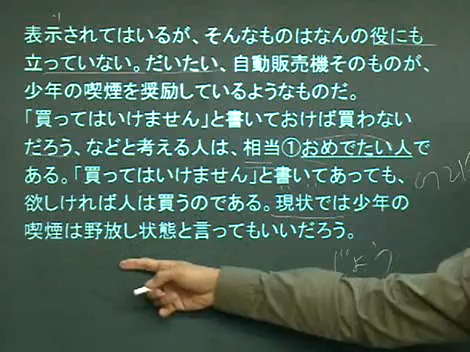 表示されてはいるが、そんなものはなんの役にも
立っていない。だいたい、自動販売機そのものが、
少年の喫煙を奨励しているようなものだ。
「買ってはいけません」と書いておけば買わない
だろう、などと考える人は、相当①おめでたい人で
ある。「買ってはいけません」と書いてあっても、
欲しければ人は買うのである。現状では少年の
喫煙は野放し状態と言ってもいいだろう。
じょう